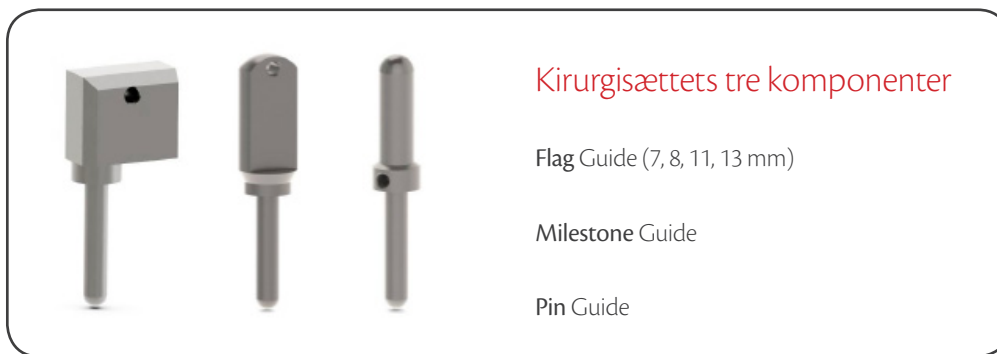 Kirurgisættets tre komponenter
Flag Guide (7, 8, 11, 13 mm)
Milestone Guide
Pin Guide